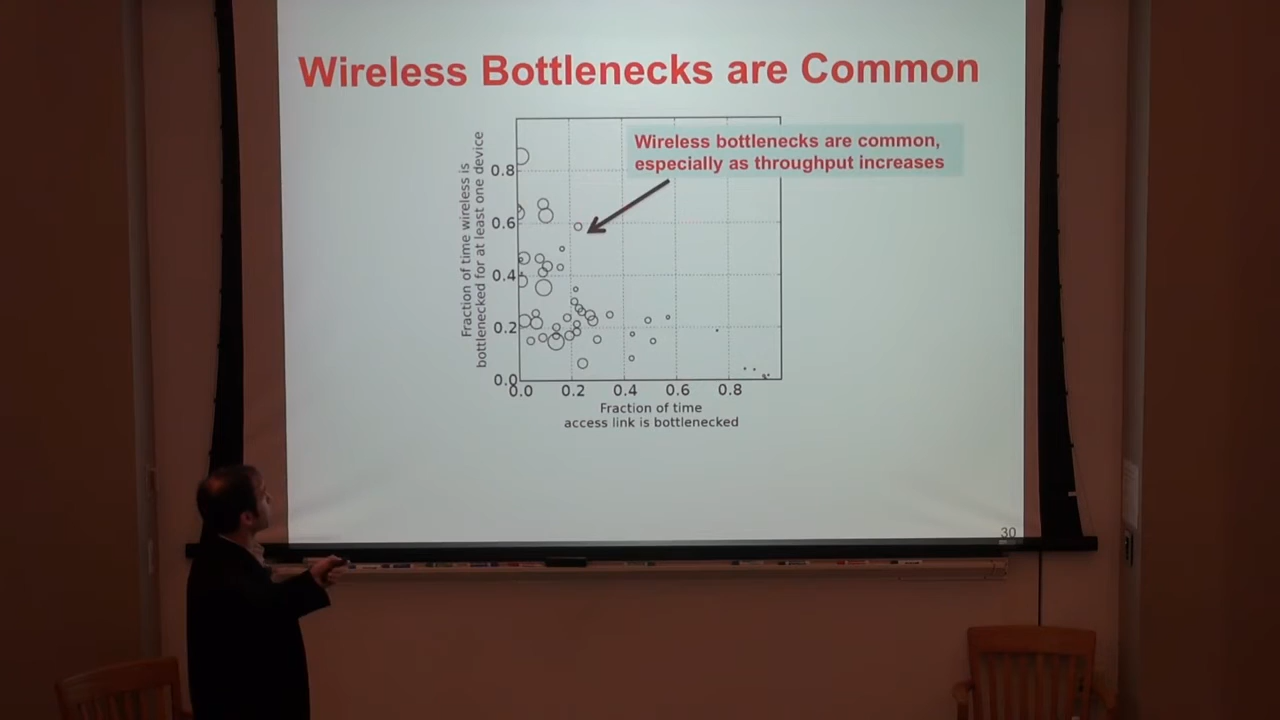 Wireless Bottlenecks are Common
Wireless bottlenecks are common,
especially as throughput increases
Fraction of time wireless is
bottlenecked for at least one device
0.8
0.6
0.4
0.2
0.0
0.0 0.2 0.4 0.6 0.8
Fraction of time
access link is bottlenecked
30